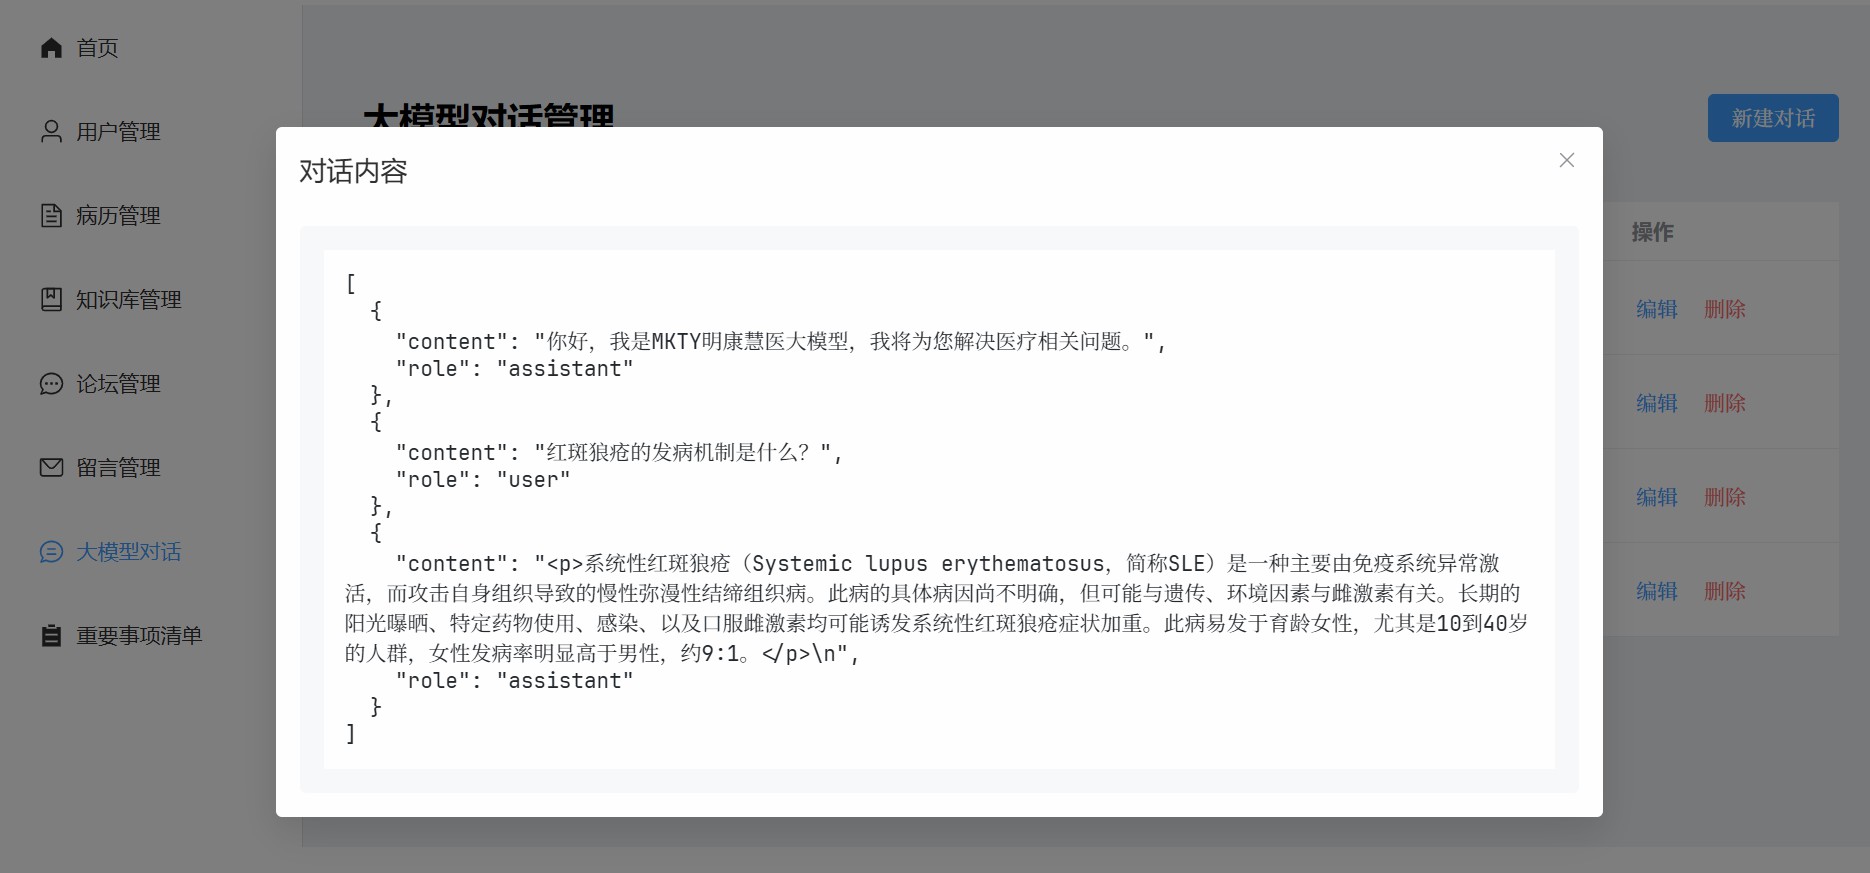 首页
用户管理
病历管理
知识库管理
论坛管理
留言管理
大模型对话
重要事项清单
大模型对话管理
新建对话
对话内容
[
  {
    "content": "你好，我是MKTY明康慧医大模型，我将为您解决医疗相关问题。",
    "role": "assistant"
  },
  {
    "content": "红斑狼疮的发病机制是什么？",
    "role": "user"
  },
  {
    "content": "<p>系统性红斑狼疮（Systemic lupus erythematosus，简称SLE）是一种主要由免疫系统异常激
活，而攻击自身组织导致的慢性弥漫性结缔组织病。此病的具体病因尚不明确，但可能与遗传、环境因素与雌激素有关。长期的
阳光曝晒、特定药物使用、感染、以及口服雌激素均可能诱发系统性红斑狼疮症状加重。此病易发于育龄女性，尤其是10到40岁
的人群，女性发病率明显高于男性，约9:1。</p>\n",
    "role": "assistant"
  }
]
操作
编辑 删除
编辑 删除
编辑 删除
编辑 删除